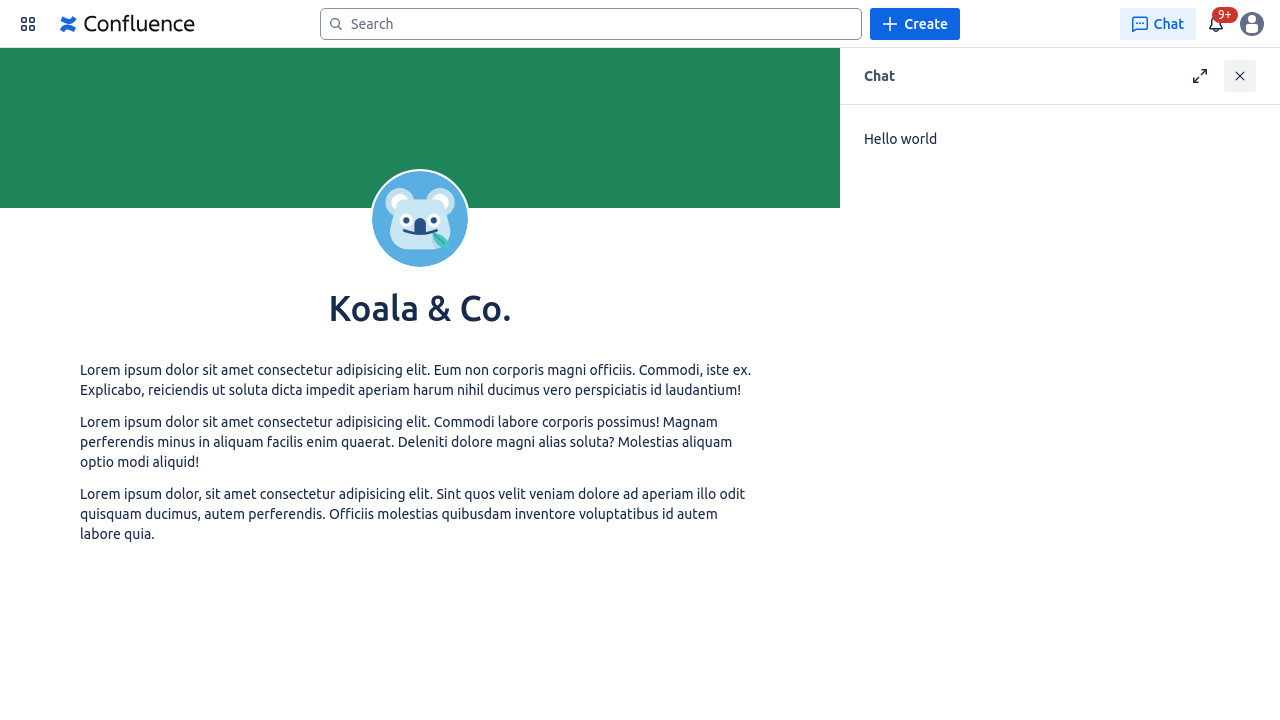 Confluence
Search
Create
Chat
9+
Chat
Hello world
Koala & Co.
Lorem ipsum dolor sit amet consectetur adipisicing elit. Eum non corporis magni officiis. Commodi, iste ex.
Explicabo, reiciendis ut soluta dicta impedit aperiam harum nihil ducimus vero perspiciatis id laudantium!
Lorem ipsum dolor sit amet consectetur adipisicing elit. Commodi labore corporis possimus! Magnam
perferendis minus in aliquam facilis enim quaerat. Deleniti dolore magni alias soluta? Molestias aliquam
optio modi aliquid!
Lorem ipsum dolor, sit amet consectetur adipisicing elit. Sint quos velit veniam dolore ad aperiam illo odit
quisquam ducimus, autem perferendis. Officiis molestias quibusdam inventore voluptatibus id autem
labore quia.